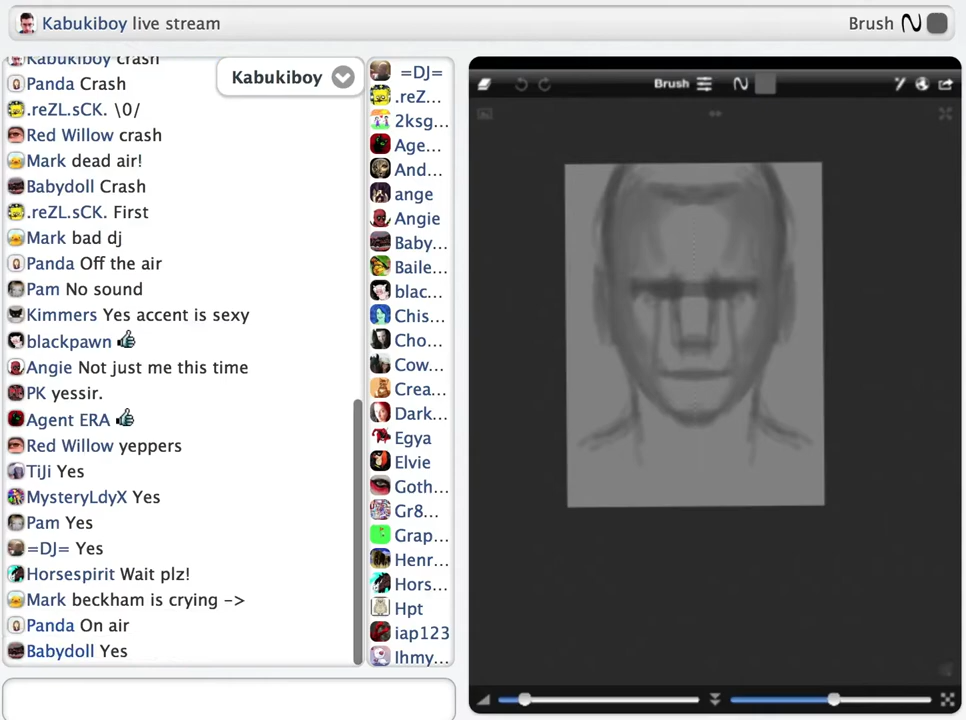 Kabukiboy live stream
Brush
Kabukiboy crash
Kabukiboy
Panda Crash
.reZL.sCK. \0/
Red Willow crash
Mark dead air!
Babydoll Crash
.reZL.sCK. First
Mark bad dj
Panda Off the air
Pam No sound
Kimmers Yes accent is sexy
blackpawn
Angie Not just me this time
PK yessir.
Agent ERA
Red Willow yeppers
TiJi Yes
MysteryLdyX Yes
Pam Yes
=DJ= Yes
Horsespirit Wait plz!
Mark beckham is crying ->
Panda On air
Babydoll Yes
=DJ=
.reZ...
2ksg...
Age...
And...
ange
Angie
Baby...
Baile...
blac...
Chis...
Cho...
Cow...
Crea...
Dark...
Egya
Elvie
Goth...
Gr8...
Grap...
Henr...
Hors...
Hpt
iap123
lhmy...
Brush